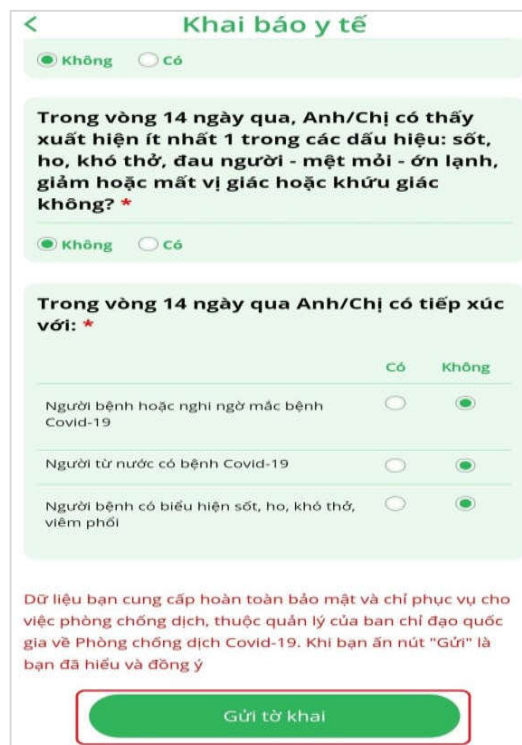 Khai báo y tế
Không Có
Trong vòng 14 ngày qua, Anh/Chị có thấy
xuất hiện ít nhất 1 trong các dấu hiệu: sốt,
ho, khó thở, đau người - mệt mỏi - ớn lạnh,
giảm hoặc mất vị giác hoặc khứu giác
không? *
Không Có
Trong vòng 14 ngày qua Anh/Chị có tiếp xúc
với: *
Có Không
Người bệnh hoặc nghi ngờ mắc bệnh
Covid-19
Người từ nước có bệnh Covid-19
Người bệnh có biểu hiện sốt, ho, khó thở,
viêm phổi
Dữ liệu bạn cung cấp hoàn toàn bảo mật và chỉ phục vụ cho
việc phòng chống dịch, thuộc quản lý của ban chỉ đạo quốc
gia về Phòng chống dịch Covid-19. Khi bạn ấn nút "Gửi" là
bạn đã hiểu và đồng ý
Gửi tờ khai